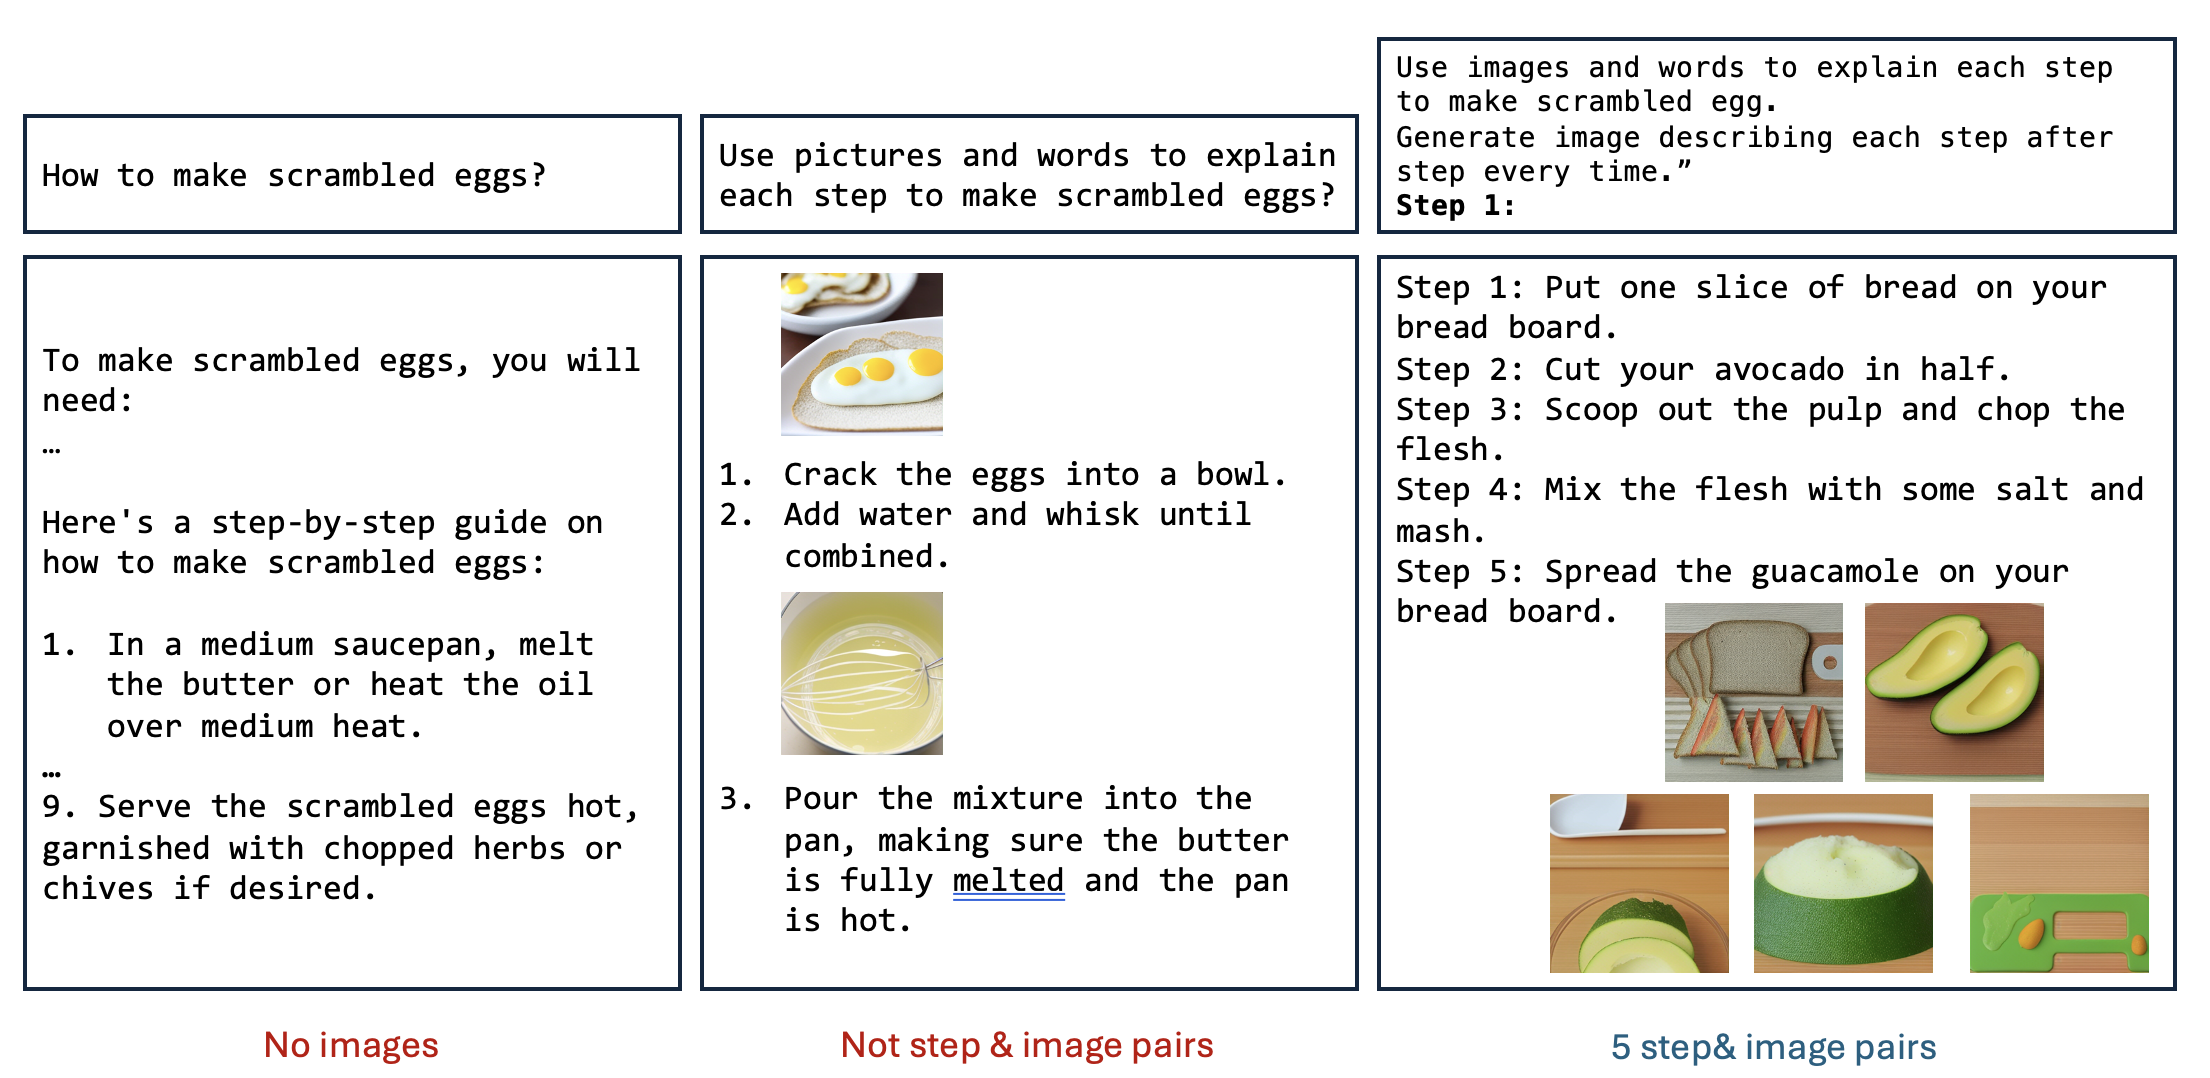 How to make scrambled eggs?
To make scrambled eggs, you will
need:
…
Here's a step-by-step guide on
how to make scrambled eggs:
1. In a medium saucepan, melt
the butter or heat the oil
over medium heat.
…
9. Serve the scrambled eggs hot,
garnished with chopped herbs or
chives if desired.
No images
Use pictures and words to explain
each step to make scrambled eggs?
1. Crack the eggs into a bowl.
2. Add water and whisk until
combined.
3. Pour the mixture into the
pan, making sure the butter
is fully melted and the pan
is hot.
Not step & image pairs
Use images and words to explain each step
to make scrambled egg.
Generate image describing each step after
step every time.”
Step 1:
Step 1: Put one slice of bread on your
bread board.
Step 2: Cut your avocado in half.
Step 3: Scoop out the pulp and chop the
flesh.
Step 4: Mix the flesh with some salt and
mash.
Step 5: Spread the guacamole on your
bread board.
5 step& image pairs